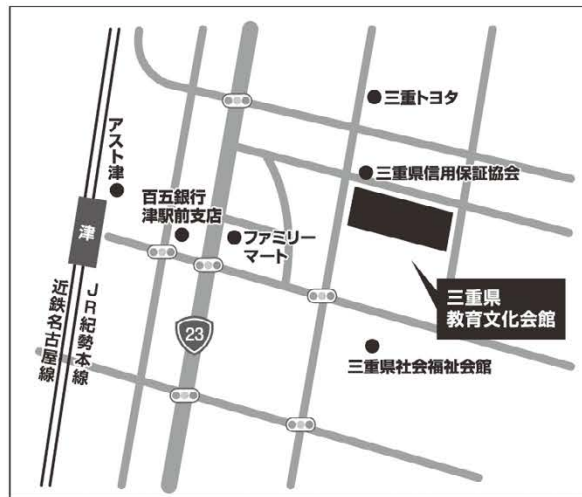 三重トヨタ
アスト津
三重県信用保証協会
百五銀行
津駅前支店
津
ファミリー
マート
三重県
教育文化会館
JR紀勢本線
近鉄名古屋線
23
三重県社会福祉会館